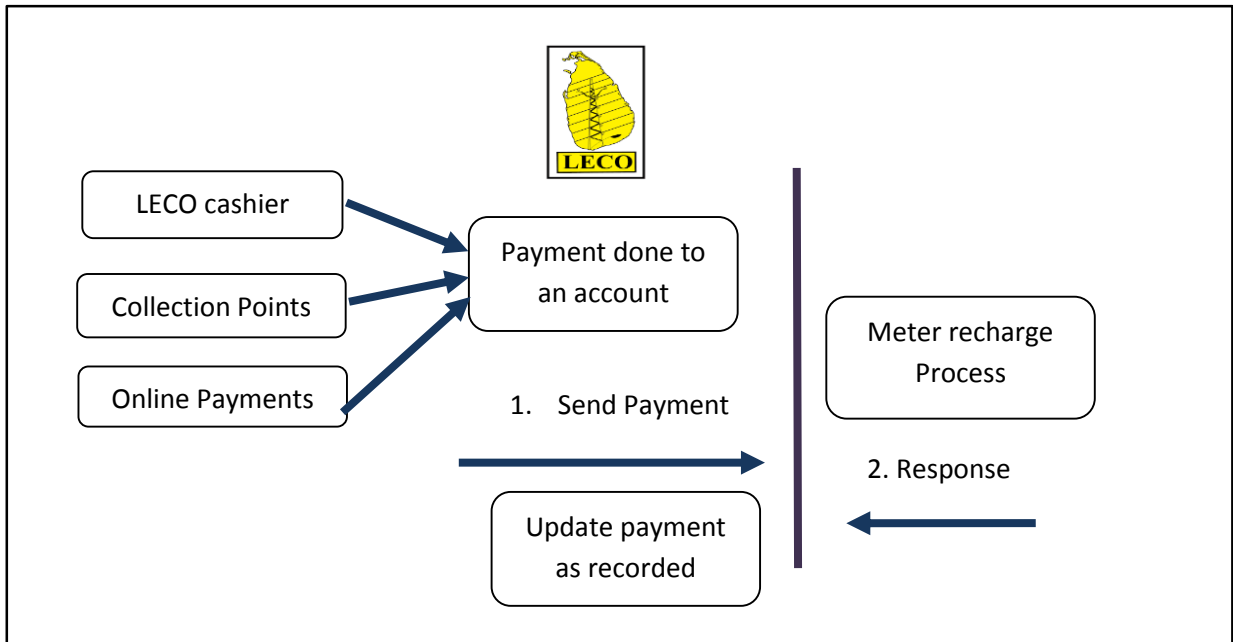 LECO
LECO cashier
Collection Points
Online Payments
Payment done to
an account
1. Send Payment
Update payment
as recorded
Meter recharge
Process
2. Response